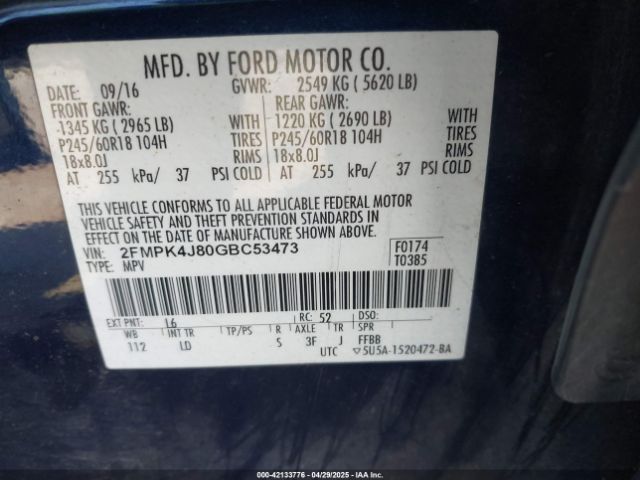 MFD. BY FORD MOTOR CO.
DATE: 09/16 GVWR: 2549 KG ( 5620 LB)
FRONT GAWR: REAR GAWR:
1345 KG ( 2965 LB) WITH 1220 KG ( 2690 LB) WITH
P245/60R18 104H TIRES P245/60R18 104H TIRES
18x8.0J RIMS 18x8.0J RIMS
AT 255 kPa/ 37 PSI COLD AT 255 kPa/ 37 PSI COLD
THIS VEHICLE CONFORMS TO ALL APPLICABLE FEDERAL MOTOR
VEHICLE SAFETY AND THEFT PREVENTION STANDARDS IN
EFFECT ON THE DATE OF MANUFACTURE SHOWN ABOVE.
VIN: 2FMPK4J80GBC53473 F0174
TYPE: MPV T0385
EXT PNT: L6 RC: 52 DSO:
WB INT TR TP/PS R AXLE TR SPR
112 LD S 3F J FFBB
UTC ▽5U5A-1520472-BA
000-42133776 - 04/29/2025 - IAAI.COM